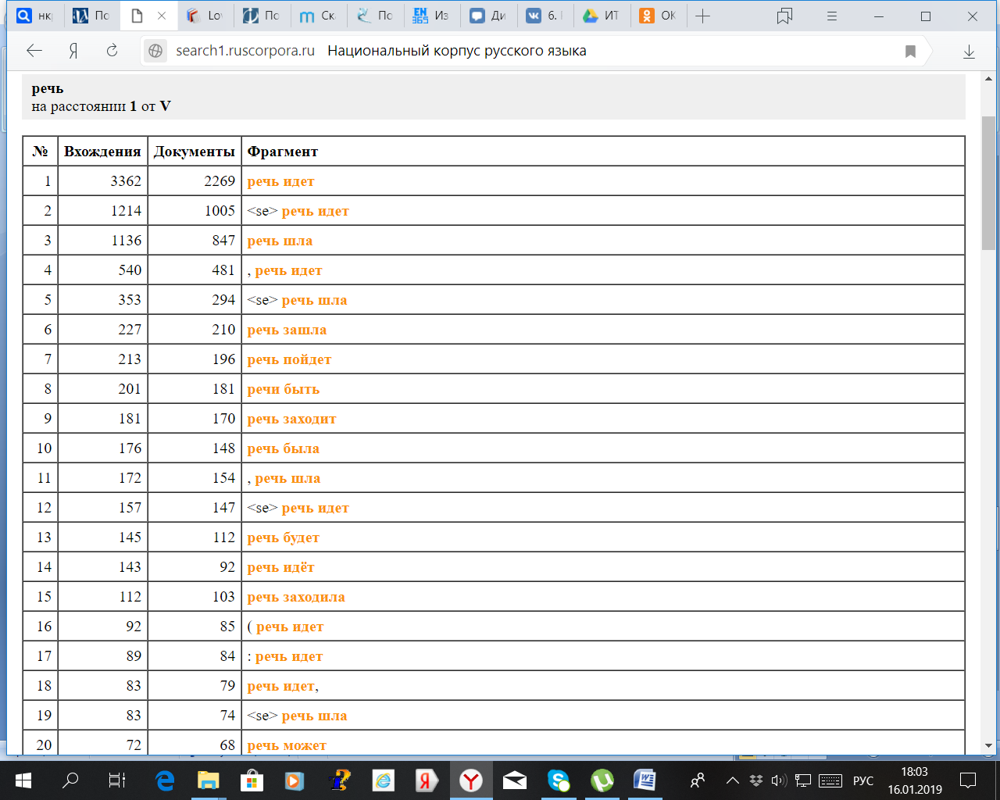 нкр
По
Lov
По
Ск
По
EN 365
Из
Ди
б. І
ИТ
ОК
search1.ruscorpora.ru Национальный корпус русского языка
речь
на расстоянии 1 от V
№ Вхождения Документы Фрагмент
1 3362 2269 речь идет
2 1214 1005 <se> речь идет
3 1136 847 речь шла
4 540 481 , речь идет
5 353 294 <se> речь шла
6 227 210 речь зашла
7 213 196 речь пойдет
8 201 181 речи быть
9 181 170 речь заходит
10 176 148 речь была
11 172 154 , речь шла
12 157 147 <se> речь идет
13 145 112 речь будет
14 143 92 речь идёт
15 112 103 речь заходила
16 92 85 ( речь идет
17 89 84 : речь идет
18 83 79 речь идет,
19 83 74 <se> речь шла
20 72 68 речь может
РУС
18:03
16.01.2019